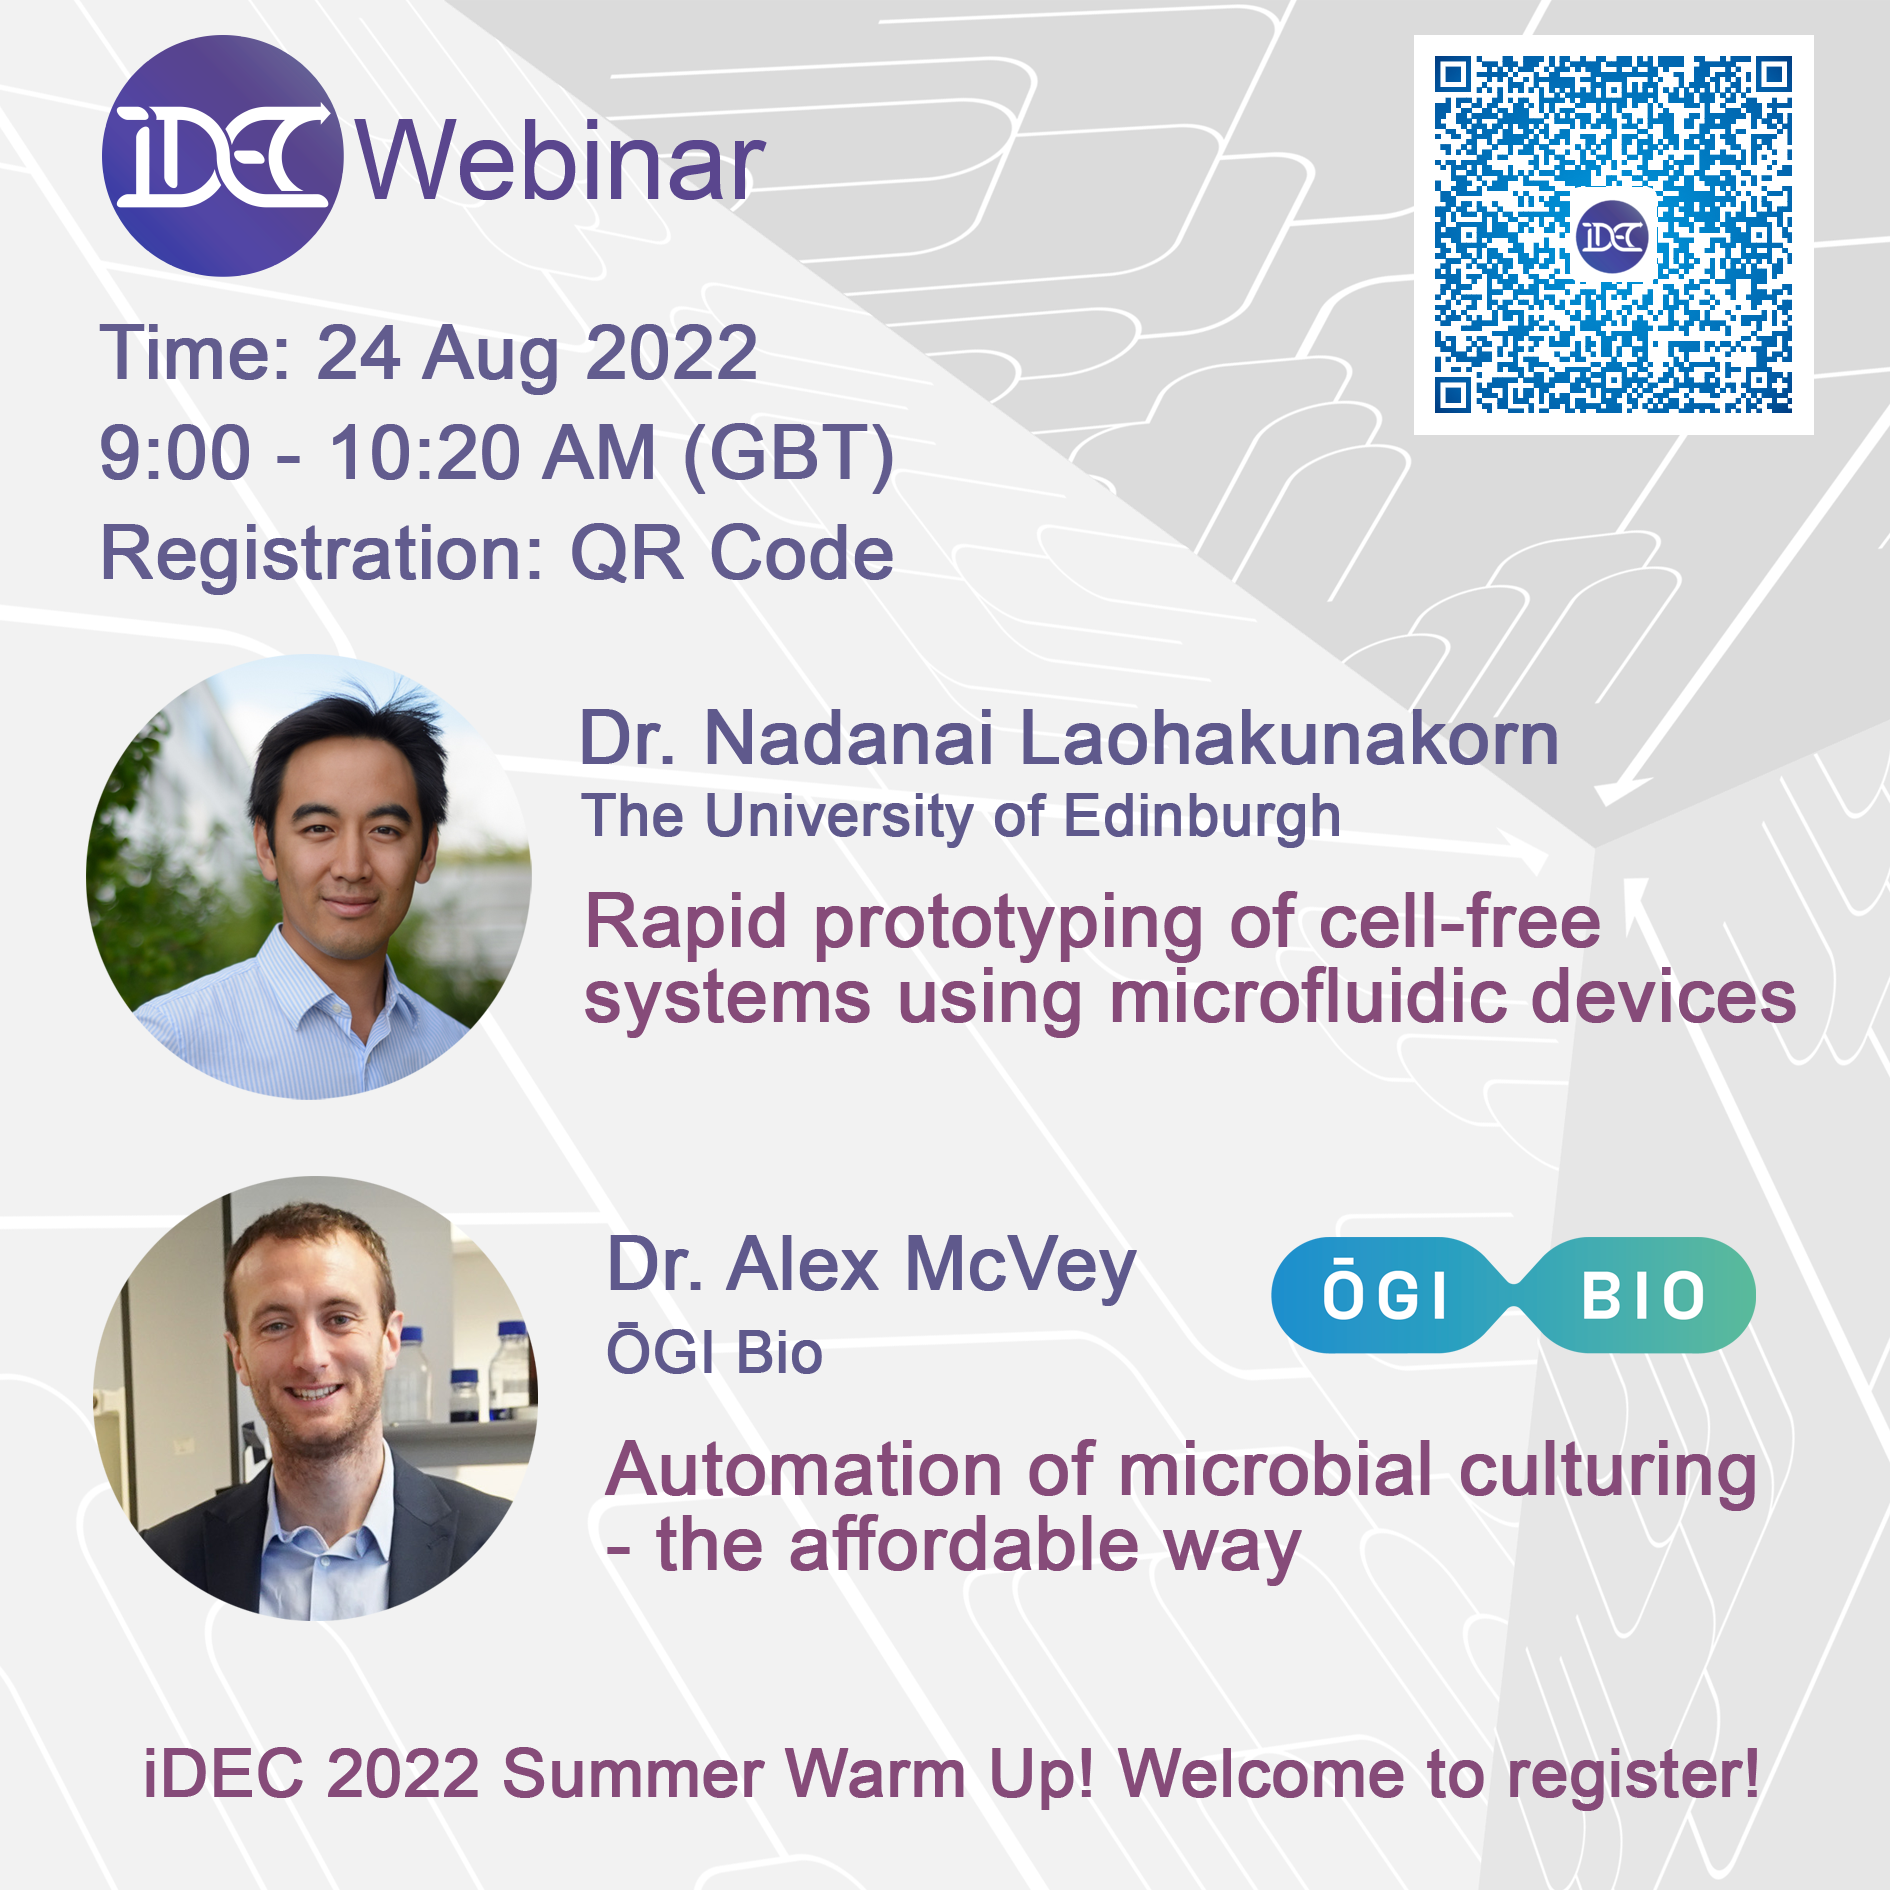 iDEC Webinar
iDEC
Time: 24 Aug 2022
9:00 - 10:20 AM (GBT)
Registration: QR Code
Dr. Nadanai Laohakunakorn
The University of Edinburgh
Rapid prototyping of cell-free
systems using microfluidic devices
Dr. Alex McVey
ŌGI Bio
ŌGI BIO
Automation of microbial culturing
- the affordable way
iDEC 2022 Summer Warm Up! Welcome to register!